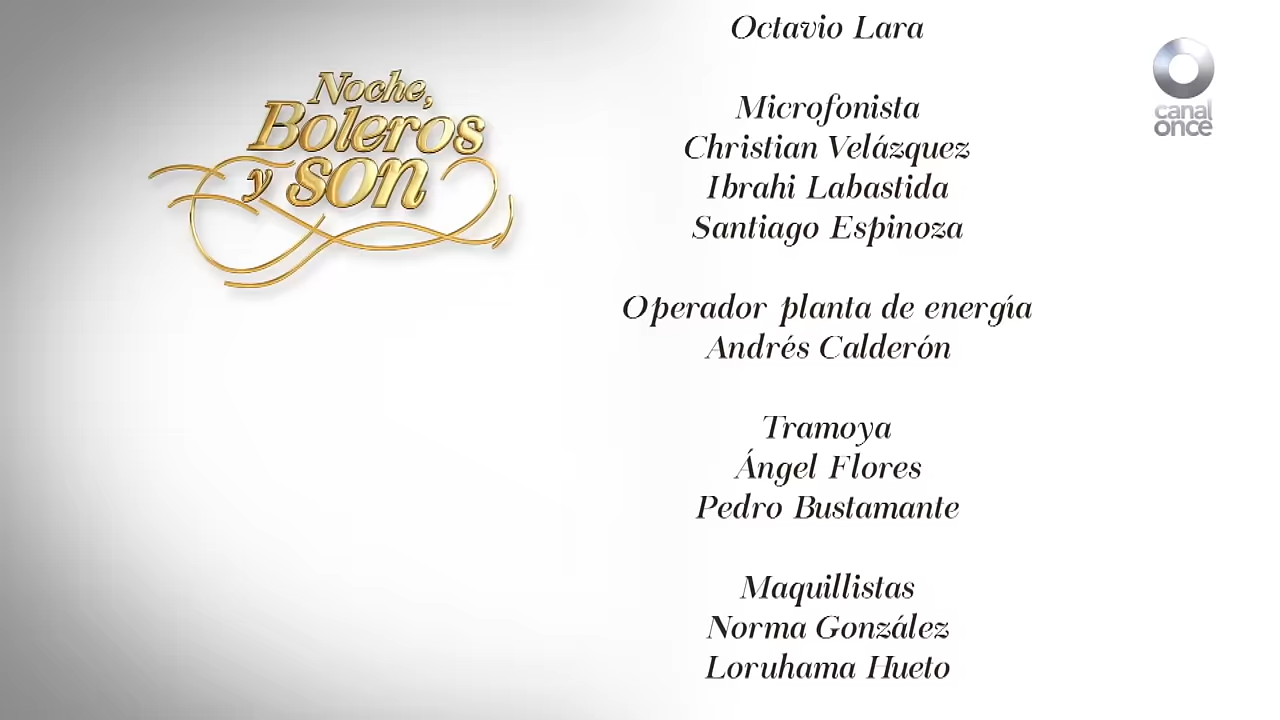 Noche,
Boleros
y son
Octavio Lara
Microfonista
Christian Velázquez
Ibrahi Labastida
Santiago Espinoza
Operador planta de energía
Andrés Calderón
Tramoya
Ángel Flores
Pedro Bustamante
Maquillistas
Norma González
Loruhama Hueto
canal
once